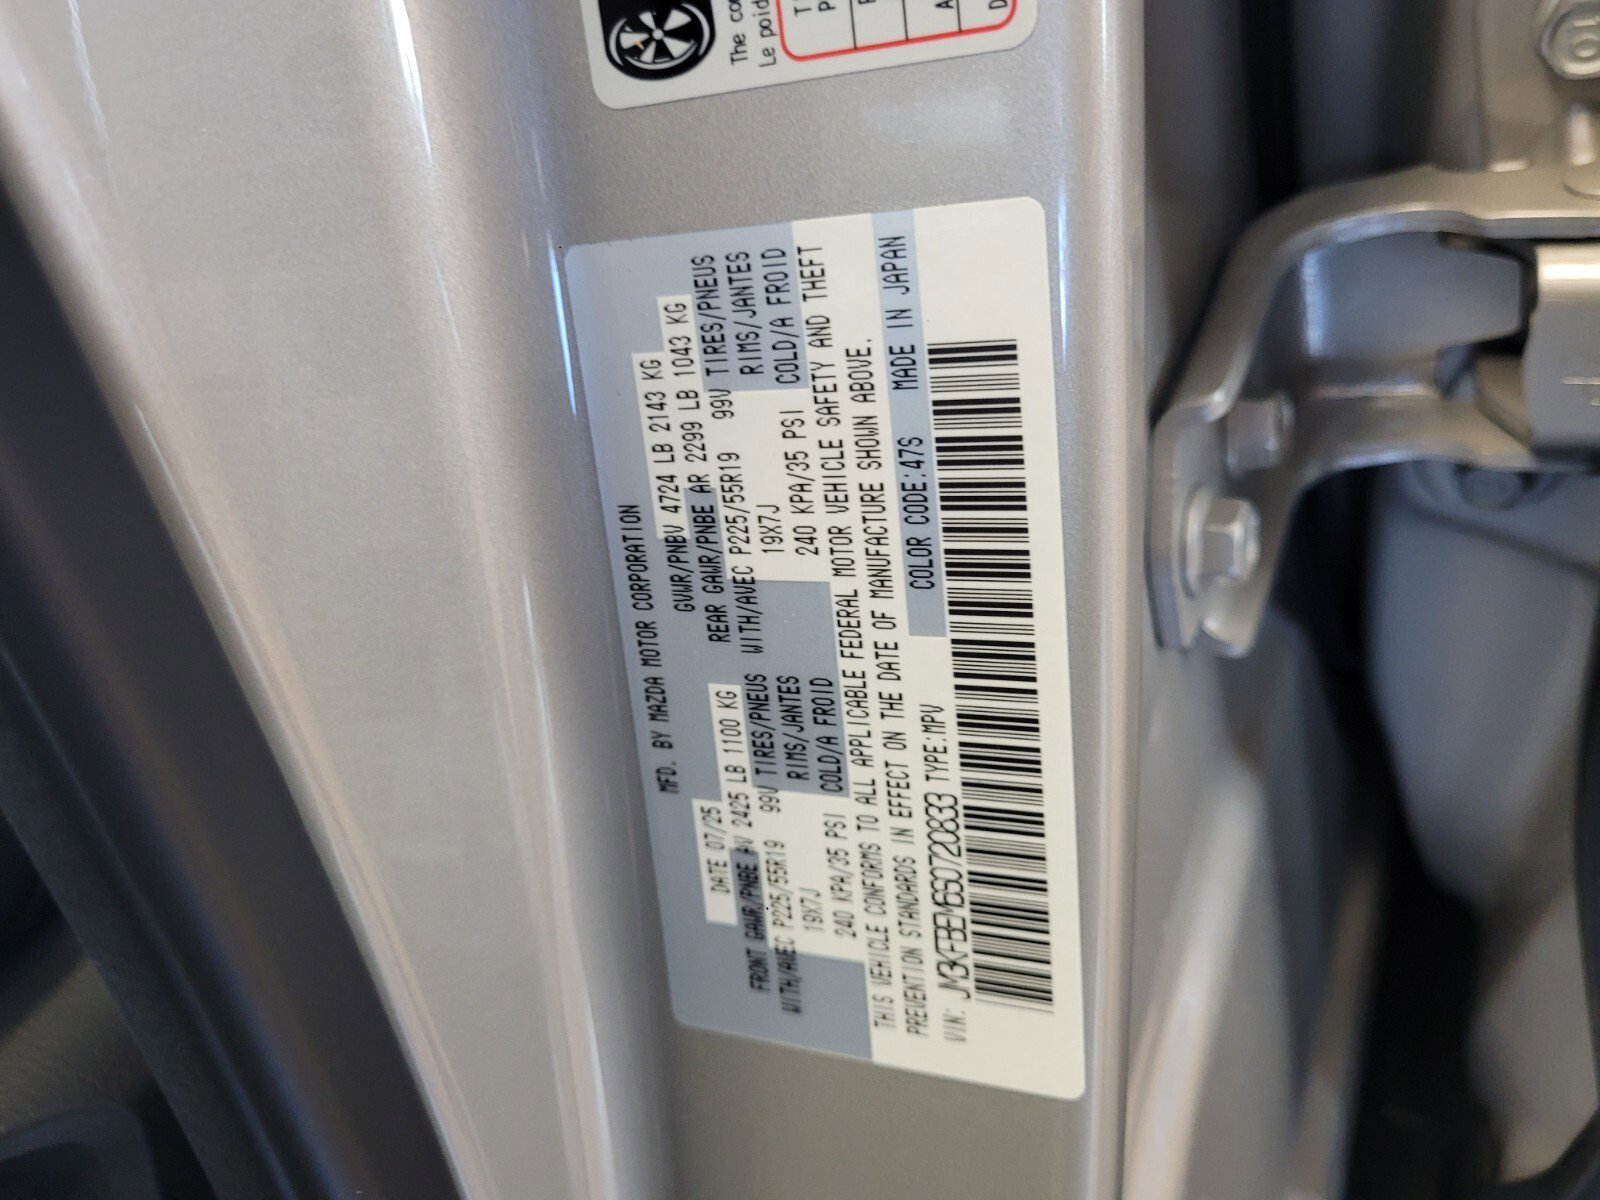 The co
Le poid
MFD. BY MAZDA MOTOR CORPORATION
DATE 07/25 GVWR/PNBV 4724 LB 2143 KG
FRONT GAWR/PNBE AV 2425 LB 1100 KG REAR GAWR/PNBE AR 2299 LB 1043 KG
WITH/AVEC P225/55R19 99V TIRES/PNEUS WITH/AVEC P225/55R19 99V TIRES/PNEUS
19X7J RIMS/JANTES 19X7J RIMS/JANTES
240 KPA/35 PSI COLD/A FROID 240 KPA/35 PSI COLD/A FROID
THIS VEHICLE CONFORMS TO ALL APPLICABLE FEDERAL MOTOR VEHICLE SAFETY AND THEFT
PREVENTION STANDARDS IN EFFECT ON THE DATE OF MANUFACTURE SHOWN ABOVE.
VIN: JM3KFBEM6S0720833 TYPE:MPV COLOR CODE:47S MADE IN JAPAN